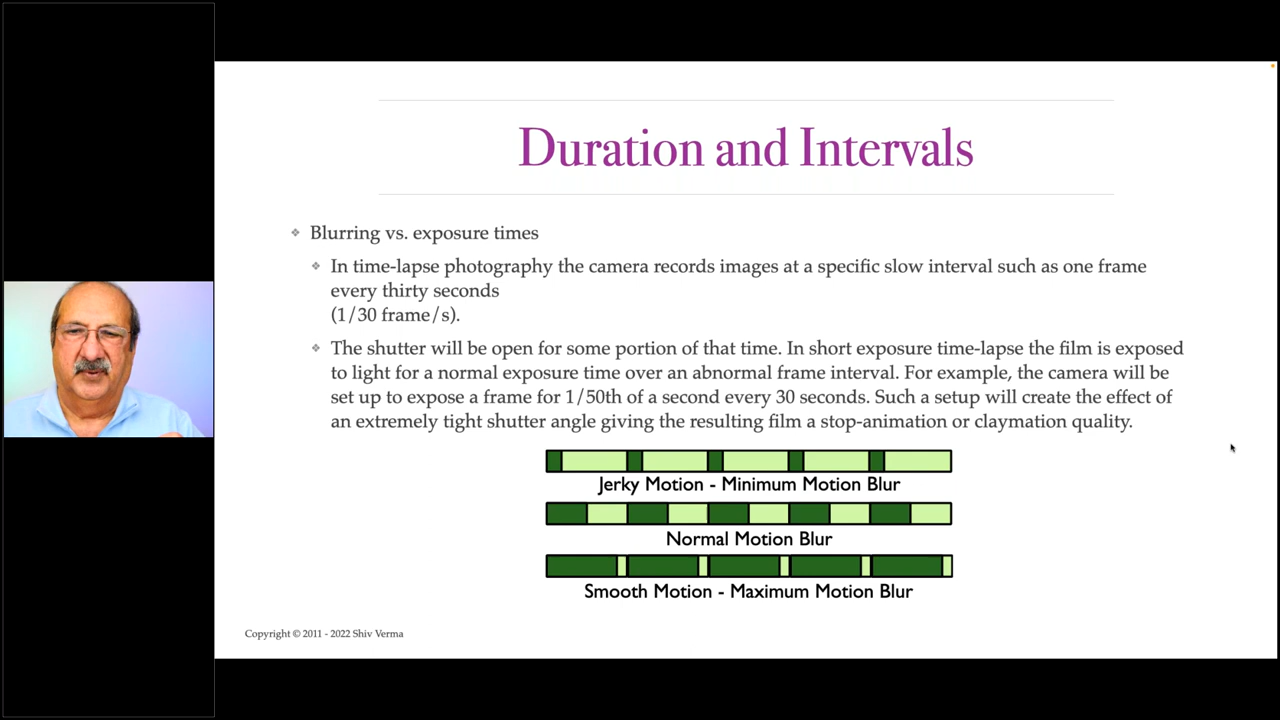 Duration and Intervals
Blurring vs. exposure times
In time-lapse photography the camera records images at a specific slow interval such as one frame
every thirty seconds
(1/30 frame/s).
The shutter will be open for some portion of that time. In short exposure time-lapse the film is exposed
to light for a normal exposure time over an abnormal frame interval. For example, the camera will be
set up to expose a frame for 1/50th of a second every 30 seconds. Such a setup will create the effect of
an extremely tight shutter angle giving the resulting film a stop-animation or claymation quality.
Jerky Motion - Minimum Motion Blur
Normal Motion Blur
Smooth Motion - Maximum Motion Blur
Copyright © 2011 - 2022 Shiv Verma